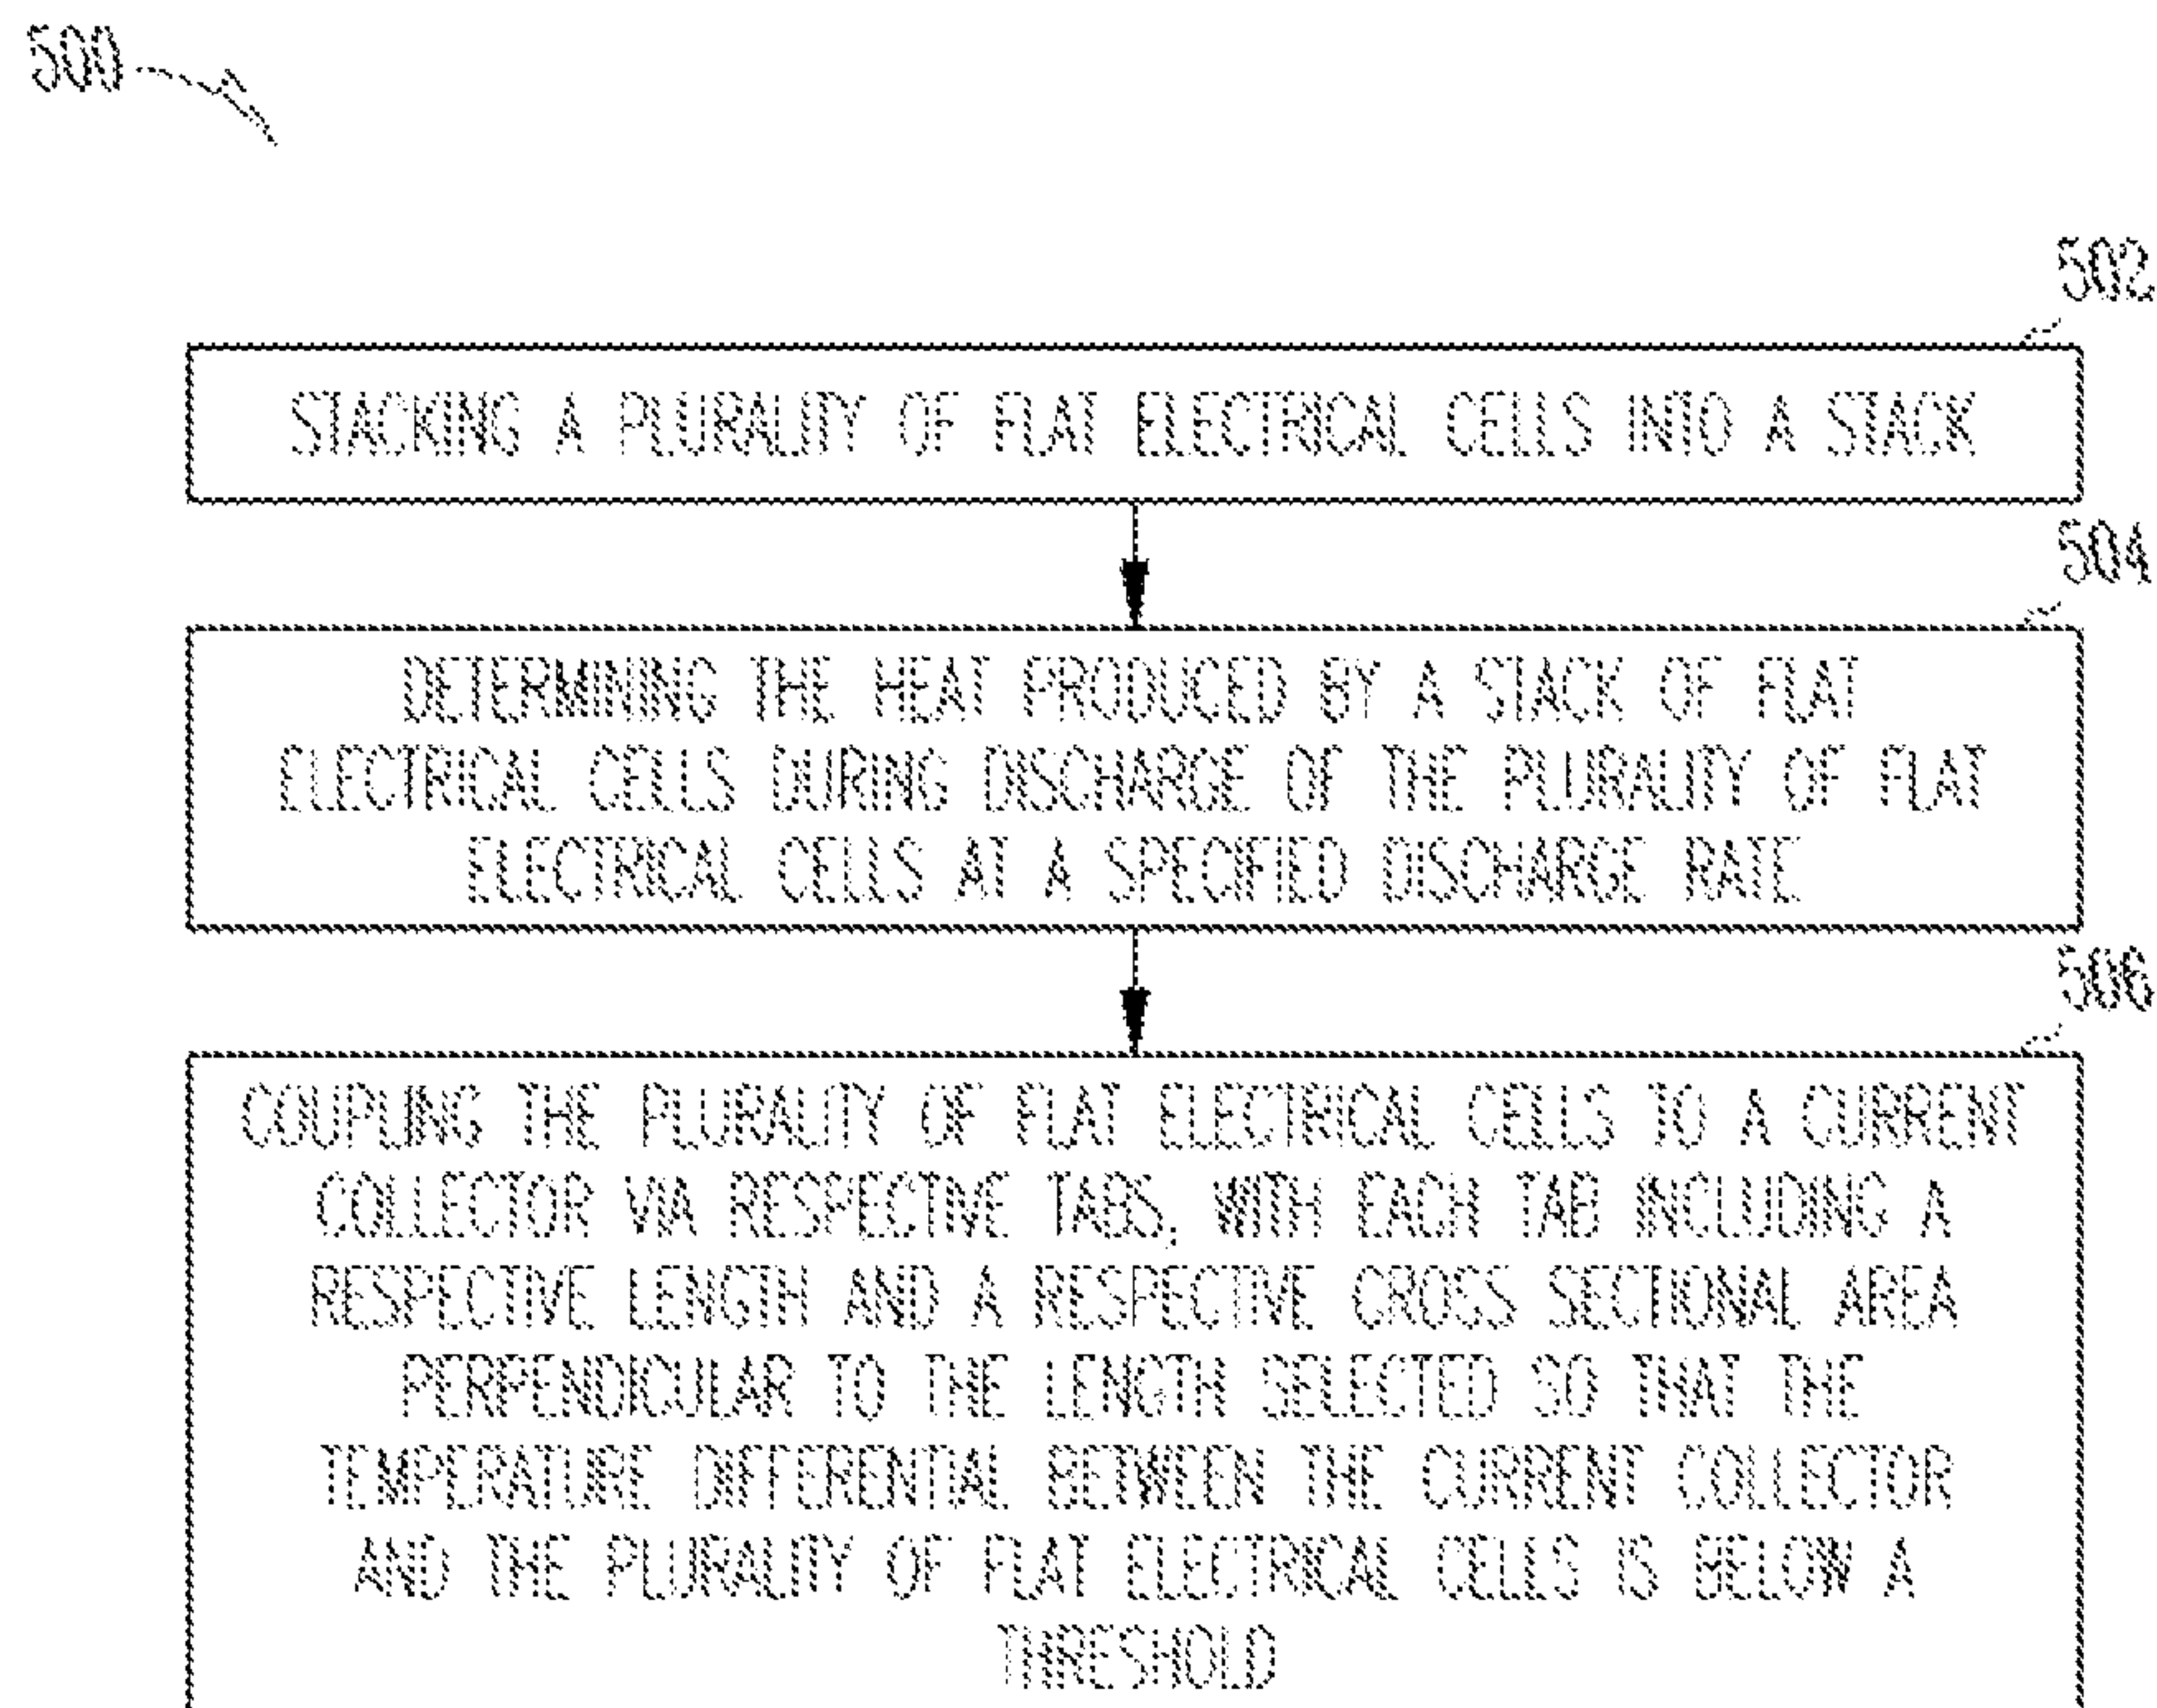 500
502
STACKING A PLURALITY OF FLAT ELECTRICAL CELLS INTO A STACK
504
DETERMINING THE HEAT PRODUCED BY A STACK OF FLAT
ELECTRICAL CELLS DURING DISCHARGE OF THE PLURALITY OF FLAT
ELECTRICAL CELLS AT A SPECIFIED DISCHARGE RATE
506
COUPLING THE PLURALITY OF FLAT ELECTRICAL CELLS TO A CURRENT
COLLECTOR VIA RESPECTIVE TABS, WITH EACH TAB INCLUDING A
RESPECTIVE LENGTH AND A RESPECTIVE CROSS SECTIONAL AREA
PERPENDICULAR TO THE LENGTH SELECTED SO THAT THE
TEMPERATURE DIFFERENTIAL BETWEEN THE CURRENT COLLECTOR
AND THE PLURALITY OF FLAT ELECTRICAL CELLS IS BELOW A
THRESHOLD